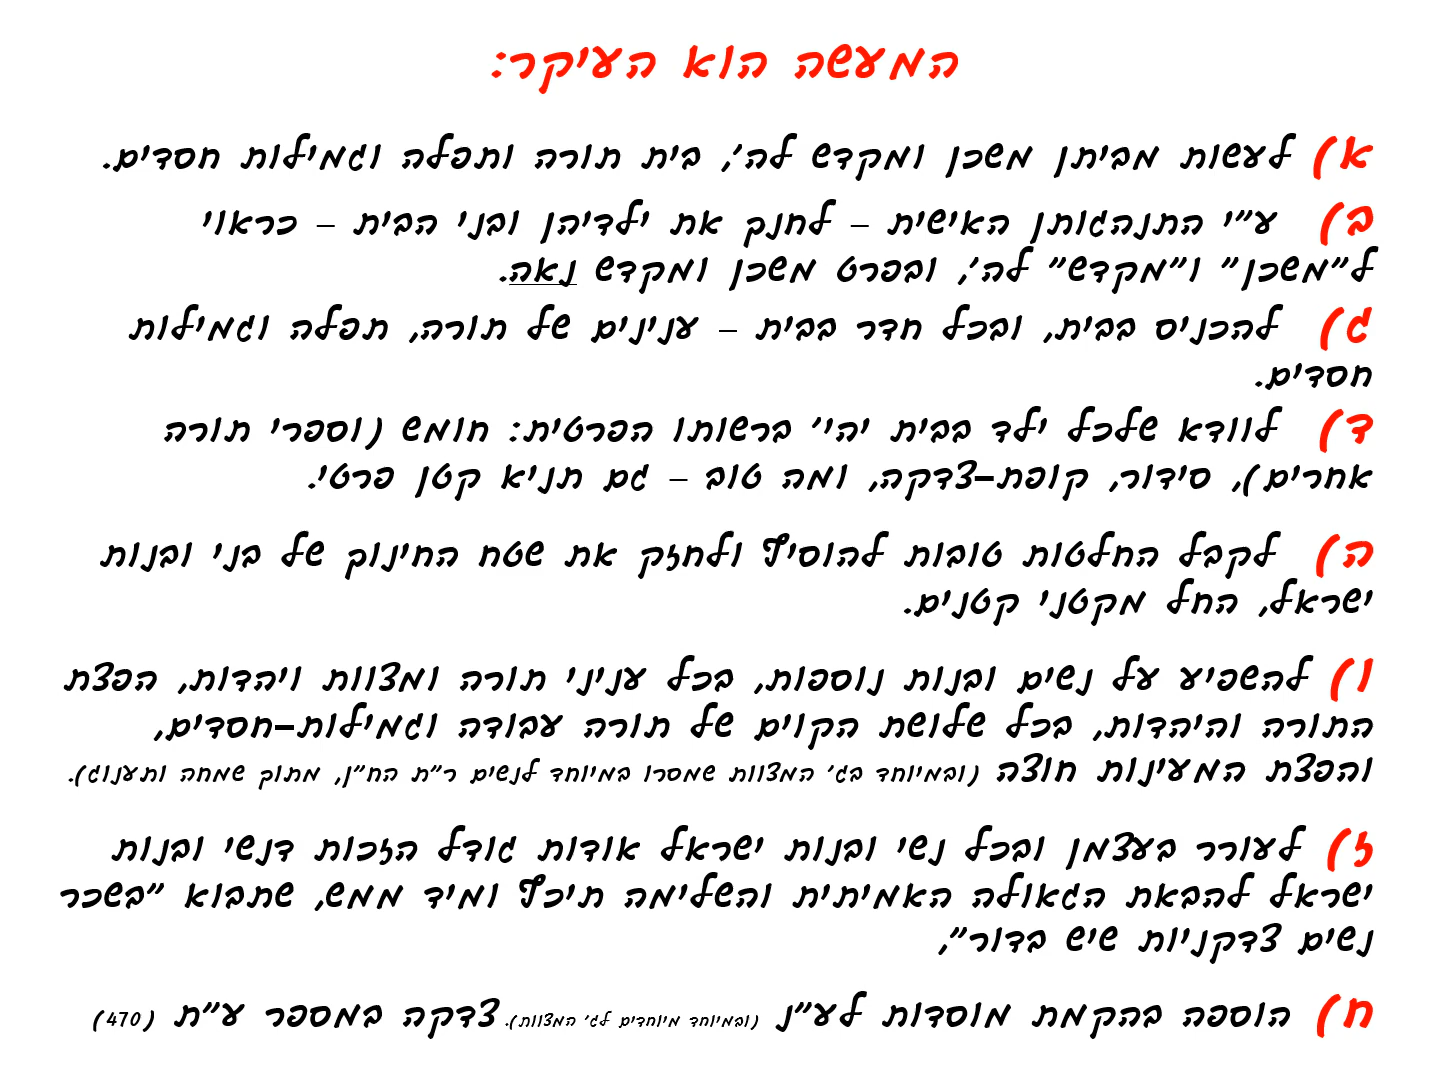 המעשה הוא העיקר:
א) לעשות מביתן משכן ומקדש לה', בית תורה ותפלה וגמילות חסדים.
ב) ע"י התנהגותן האישית – לחנך את ילדיהן ובני הבית – כראוי
ל"משכן" ו"מקדש" לה', ובפרט משכן ומקדש נאה.
ג) להכניס בבית, ובכל חדר בבית – ענינים של תורה, תפלה וגמילות
חסדים.
ד) לוודא שלכל ילד בבית יהי' ברשותו הפרטית: חומש (וספרי תורה
אחרים), סידור, קופת-צדקה, ומה טוב – גם תניא קטן פרטי.
ה) לקבל החלטות טובות להוסיף ולחזק את שטח החינוך של בני ובנות
ישראל, החל מקטני קטנים.
ו) להשפיע על נשים ובנות נוספות, בכל עניני תורה ומצוות ויהדות, הפצת
התורה והיהדות, בכל שלושת הקוים של תורה עבודה וגמילות-חסדים,
והפצת המעינות חוצה (ובמיוחד בג' המצוות שמסרו במיוחד לנשים ר"ת הח"ן, מתוך שמחה ותענוג).
ז) לעורר בעצמן ובכל נשי ובנות ישראל אודות גודל הזכות דנשי ובנות
ישראל להבאת הגאולה האמיתית והשלימה תיכף ומיד ממש, שתבוא "בשכר
נשים צדקניות שיש בדור",
ח) הוספה בהקמת מוסדות לע"נ (ובמיוחד מיוחדים לג' המצוות). צדקה במספר ע"ת (470)